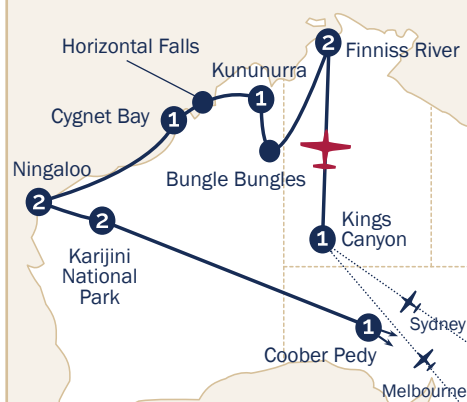 Horizontal Falls
2
Finniss River
Kununurra
1
Cygnet Bay
1
Bungle Bungles
Ningaloo
2
2
Karijini
National
Park
Kings
Canyon
1
1
Coober Pedy
Sydney
Melbourne